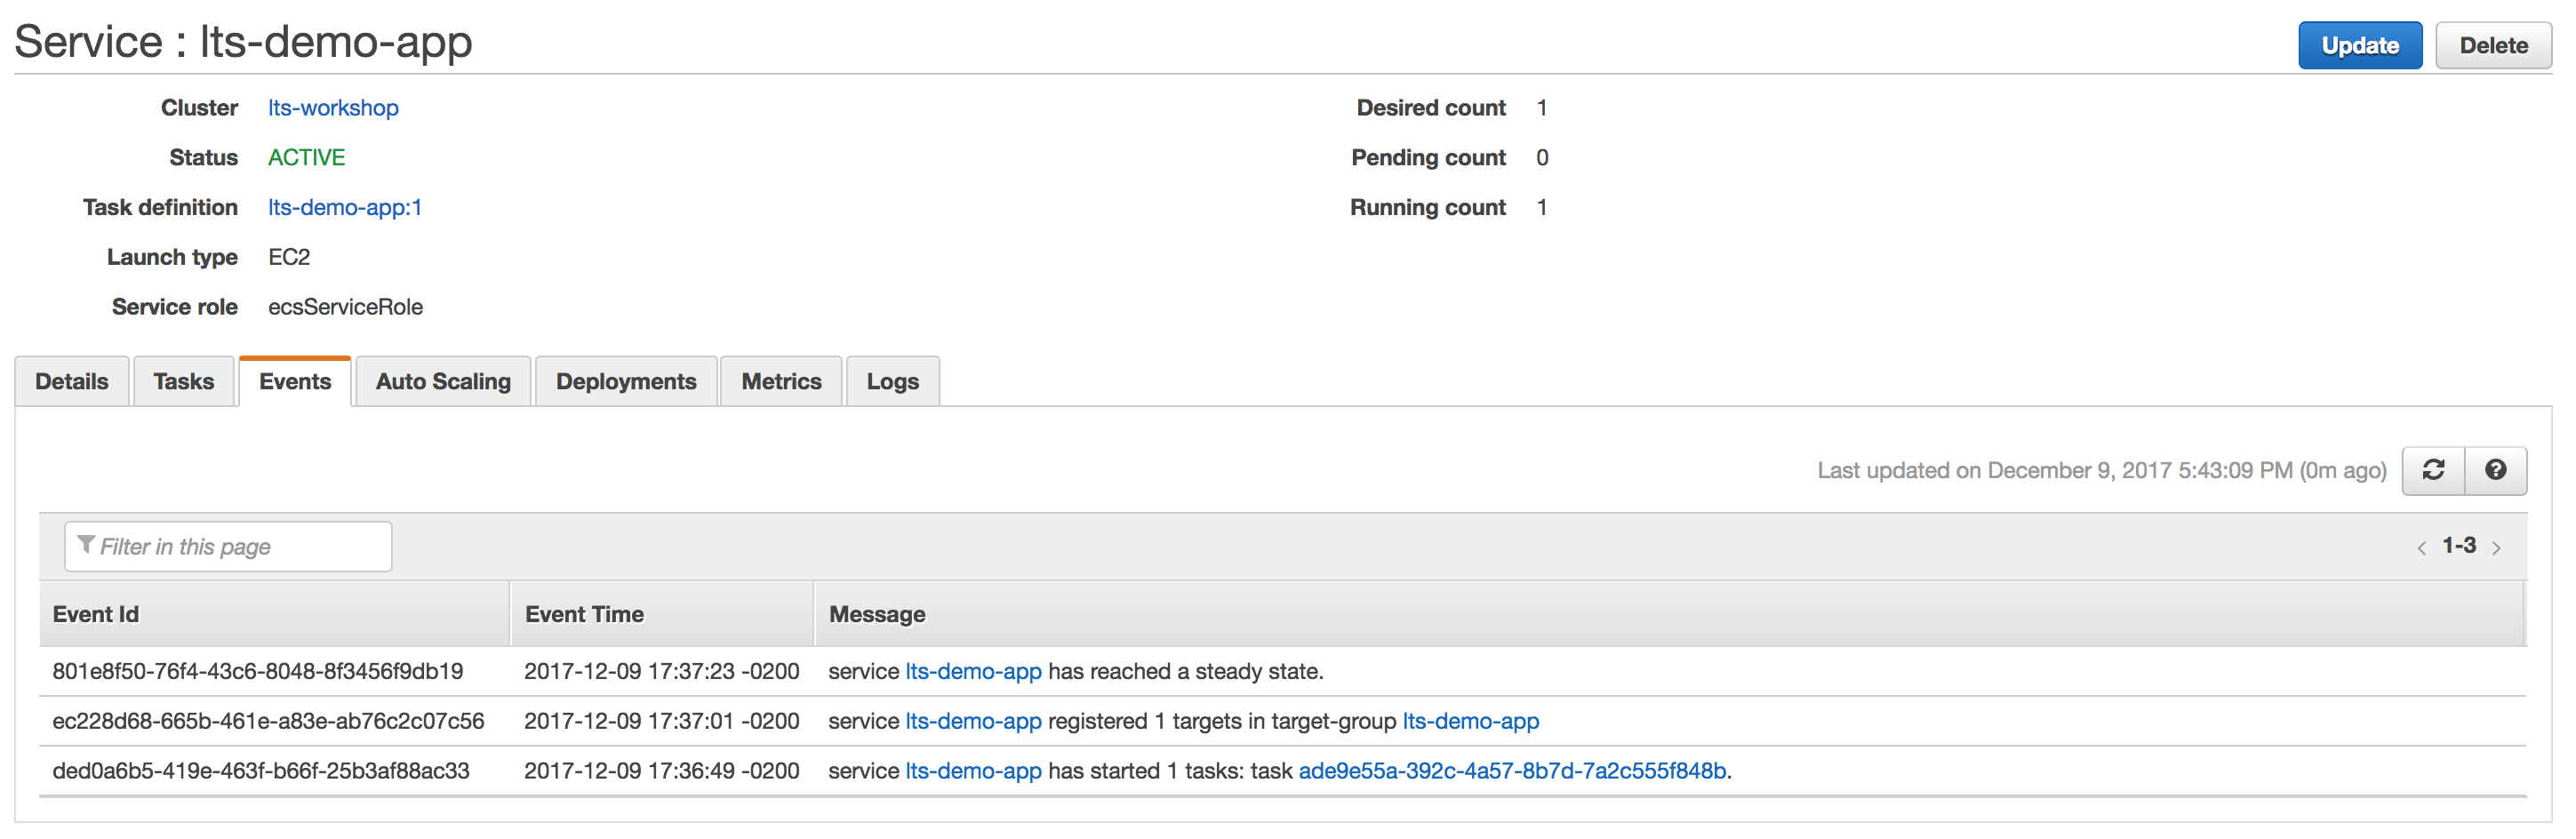 Service : lts-demo-app
Update
Delete
Cluster lts-workshop
Desired count 1
Status ACTIVE
Pending count 0
Task definition lts-demo-app:1
Running count 1
Launch type EC2
Service role ecsServiceRole
Details Tasks Events Auto Scaling Deployments Metrics Logs
Last updated on December 9, 2017 5:43:09 PM (0m ago)
Filter in this page
1-3
Event Id Event Time Message
801e8f50-76f4-43c6-8048-8f3456f9db19 2017-12-09 17:37:23 -0200 service lts-demo-app has reached a steady state.
ec228d68-665b-461e-a83e-ab76c2c07c56 2017-12-09 17:37:01 -0200 service lts-demo-app registered 1 targets in target-group lts-demo-app
ded0a6b5-419e-463f-b66f-25b3af88ac33 2017-12-09 17:36:49 -0200 service lts-demo-app has started 1 tasks: task ade9e55a-392c-4a57-8b7d-7a2c555f848b.